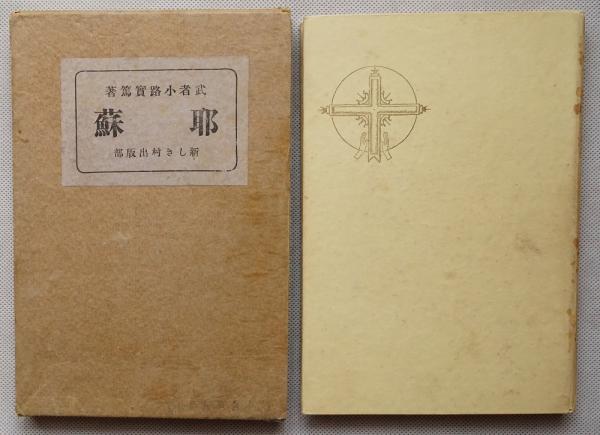 武者小路實篤著
耶蘇
新しき村出版部